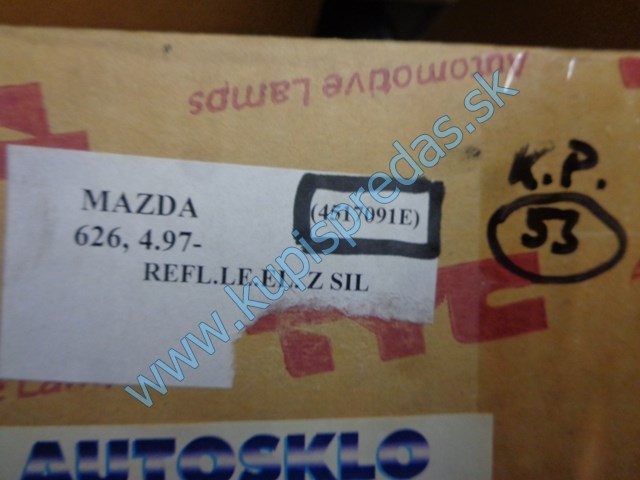 Automotive Lamps
K.P.
53
MAZDA
(4517091E)
626, 4.97-
REFL.LE.EL. Z SIL
www.kupispredas.sk
AUTOSKLO